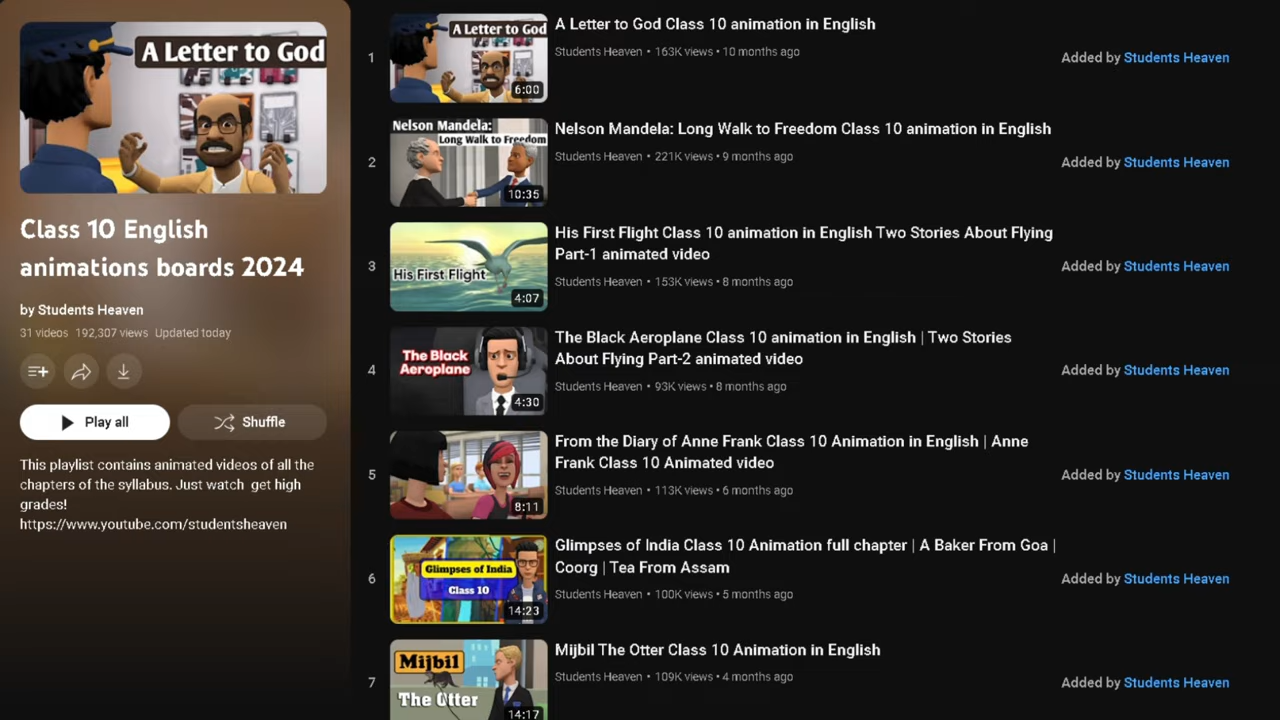 A Letter to God
Class 10 English
animations boards 2024
by Students Heaven
31 videos 192,307 views Updated today
Play all
Shuffle
This playlist contains animated videos of all the
chapters of the syllabus. Just watch get high
grades!
https://www.youtube.com/studentsheaven
1
A Letter to God
6:00
A Letter to God Class 10 animation in English
Students Heaven • 163K views • 10 months ago
Added by Students Heaven
2
Nelson Mandela:
Long Walk to Freedom
10:35
Nelson Mandela: Long Walk to Freedom Class 10 animation in English
Students Heaven • 221K views • 9 months ago
Added by Students Heaven
3
His First Flight
4:07
His First Flight Class 10 animation in English Two Stories About Flying
Part-1 animated video
Students Heaven • 153K views • 8 months ago
Added by Students Heaven
4
The Black
Aeroplane
4:30
The Black Aeroplane Class 10 animation in English | Two Stories
About Flying Part-2 animated video
Students Heaven • 93K views • 8 months ago
Added by Students Heaven
5
8:11
From the Diary of Anne Frank Class 10 Animation in English | Anne
Frank Class 10 Animated video
Students Heaven • 113K views • 6 months ago
Added by Students Heaven
6
Glimpses of India
Class 10
14:23
Glimpses of India Class 10 Animation full chapter | A Baker From Goa |
Coorg | Tea From Assam
Students Heaven • 100K views • 5 months ago
Added by Students Heaven
7
Mijbil
The Otter
14:17
Mijbil The Otter Class 10 Animation in English
Students Heaven • 109K views • 4 months ago
Added by Students Heaven